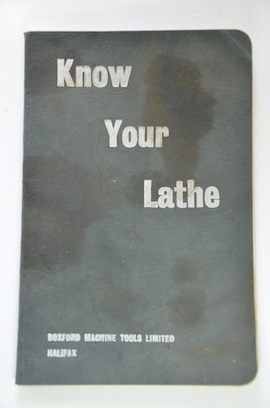 Know
Your
Lathe
BOXFORD MACHINE TOOLS LIMITED
HALIFAX